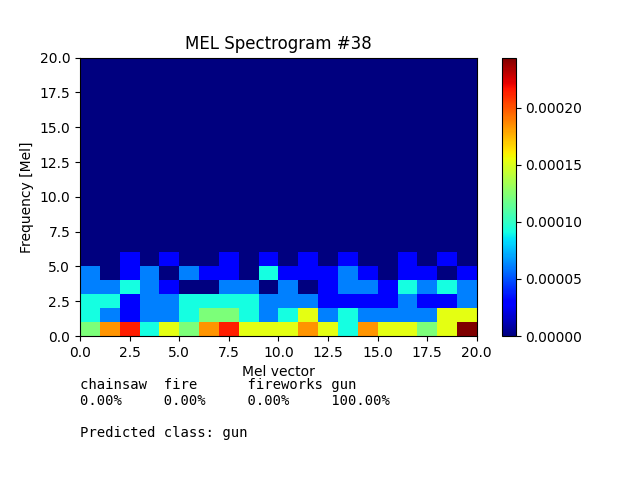 MEL Spectrogram #38
20.0
17.5
15.0
12.5
10.0
7.5
5.0
2.5
0.0
Frequency [Mel]
0.0 2.5 5.0 7.5 10.0 12.5 15.0 17.5 20.0
Mel vector
0.00020
0.00015
0.00010
0.00005
0.00000
chainsaw fire fireworks gun
0.00% 0.00% 0.00% 100.00%
Predicted class: gun